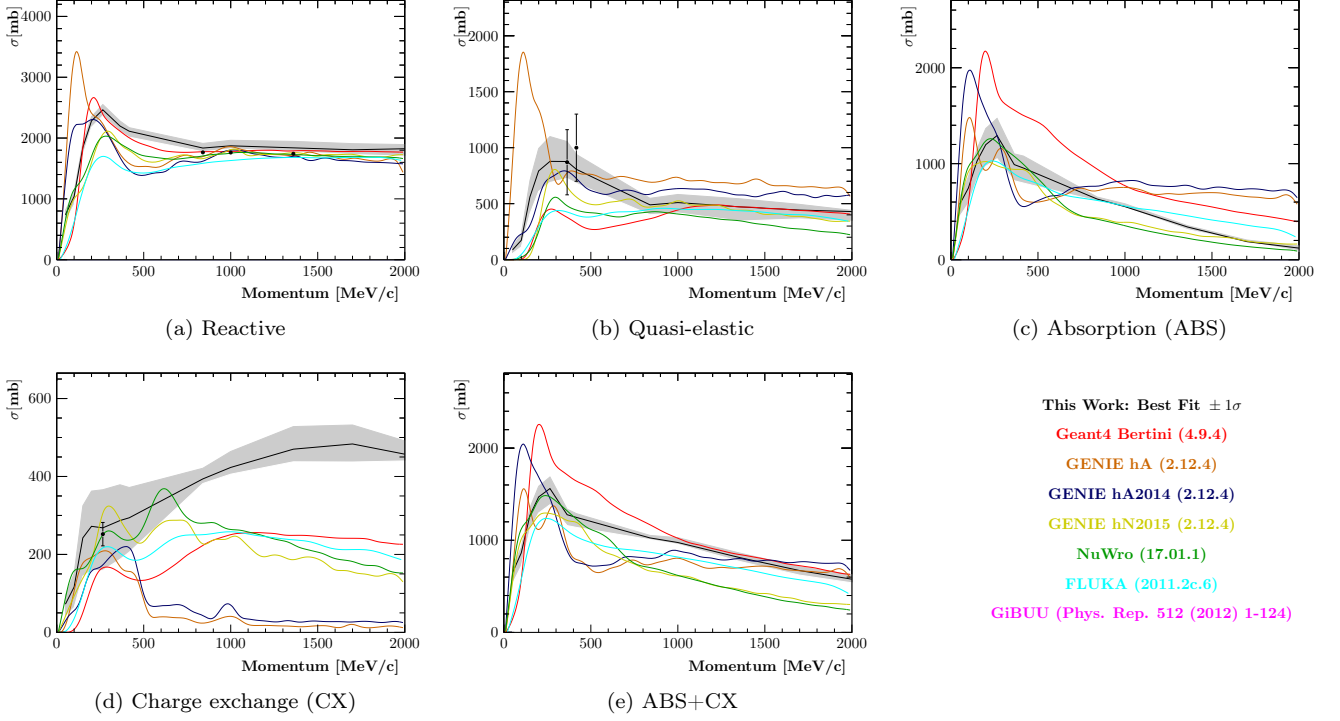 σ[mb]
4000
3000
2000
1000
0
0 500 1000 1500 2000
Momentum [MeV/c]
(a) Reactive
σ[mb]
2000
1500
1000
500
0
0 500 1000 1500 2000
Momentum [MeV/c]
(b) Quasi-elastic
σ[mb]
2000
1000
0
0 500 1000 1500 2000
Momentum [MeV/c]
(c) Absorption (ABS)
σ[mb]
600
400
200
0
0 500 1000 1500 2000
Momentum [MeV/c]
(d) Charge exchange (CX)
σ[mb]
2000
1000
0
0 500 1000 1500 2000
Momentum [MeV/c]
(e) ABS+CX
This Work: Best Fit ± 1σ
Geant4 Bertini (4.9.4)
GENIE hA (2.12.4)
GENIE hA2014 (2.12.4)
GENIE hN2015 (2.12.4)
NuWro (17.01.1)
FLUKA (2011.2c.6)
GiBUU (Phys. Rep. 512 (2012) 1-124)